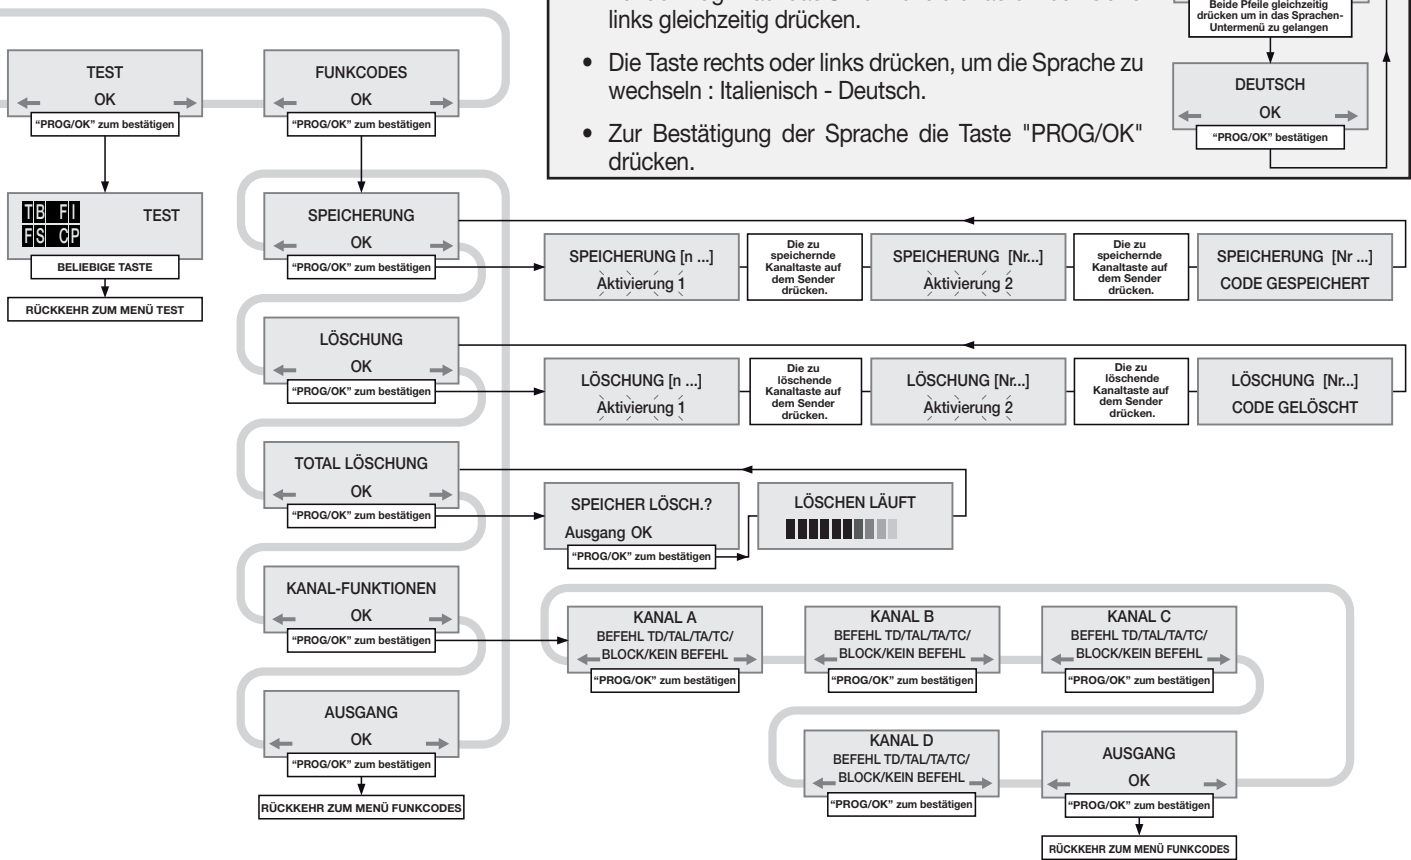 links gleichzeitig drücken.
• Die Taste rechts oder links drücken, um die Sprache zu
wechseln : Italienisch - Deutsch.
• Zur Bestätigung der Sprache die Taste "PROG/OK"
drücken.
Beide Pfeile gleichzeitig
drücken um in das Sprachen-
Untermenü zu gelangen
DEUTSCH
OK
"PROG/OK" bestätigen
TEST
OK
"PROG/OK" zum bestätigen
FUNKCODES
OK
"PROG/OK" zum bestätigen
TB FI
FS CP
TEST
BELIEBIGE TASTE
RÜCKKEHR ZUM MENÜ TEST
SPEICHERUNG
OK
"PROG/OK" zum bestätigen
SPEICHERUNG [n ...]
Aktivierung 1
Die zu
speichernde
Kanaltaste auf
dem Sender
drücken.
SPEICHERUNG [Nr...]
Aktivierung 2
Die zu
speichernde
Kanaltaste auf
dem Sender
drücken.
SPEICHERUNG [Nr ...]
CODE GESPEICHERT
LÖSCHUNG
OK
"PROG/OK" zum bestätigen
LÖSCHUNG [n ...]
Aktivierung 1
Die zu
löschende
Kanaltaste auf
dem Sender
drücken.
LÖSCHUNG [Nr...]
Aktivierung 2
Die zu
löschende
Kanaltaste auf
dem Sender
drücken.
LÖSCHUNG [Nr...]
CODE GELÖSCHT
TOTAL LÖSCHUNG
OK
"PROG/OK" zum bestätigen
SPEICHER LÖSCH.?
Ausgang OK
"PROG/OK" zum bestätigen
LÖSCHEN LÄUFT
KANAL-FUNKTIONEN
OK
"PROG/OK" zum bestätigen
KANAL A
BEFEHL TD/TAL/TA/TC/
BLOCK/KEIN BEFEHL
"PROG/OK" zum bestätigen
KANAL B
BEFEHL TD/TAL/TA/TC/
BLOCK/KEIN BEFEHL
"PROG/OK" zum bestätigen
KANAL C
BEFEHL TD/TAL/TA/TC/
BLOCK/KEIN BEFEHL
"PROG/OK" zum bestätigen
AUSGANG
OK
"PROG/OK" zum bestätigen
RÜCKKEHR ZUM MENÜ FUNKCODES
KANAL D
BEFEHL TD/TAL/TA/TC/
BLOCK/KEIN BEFEHL
"PROG/OK" zum bestätigen
AUSGANG
OK
"PROG/OK" zum bestätigen
RÜCKKEHR ZUM MENÜ FUNKCODES